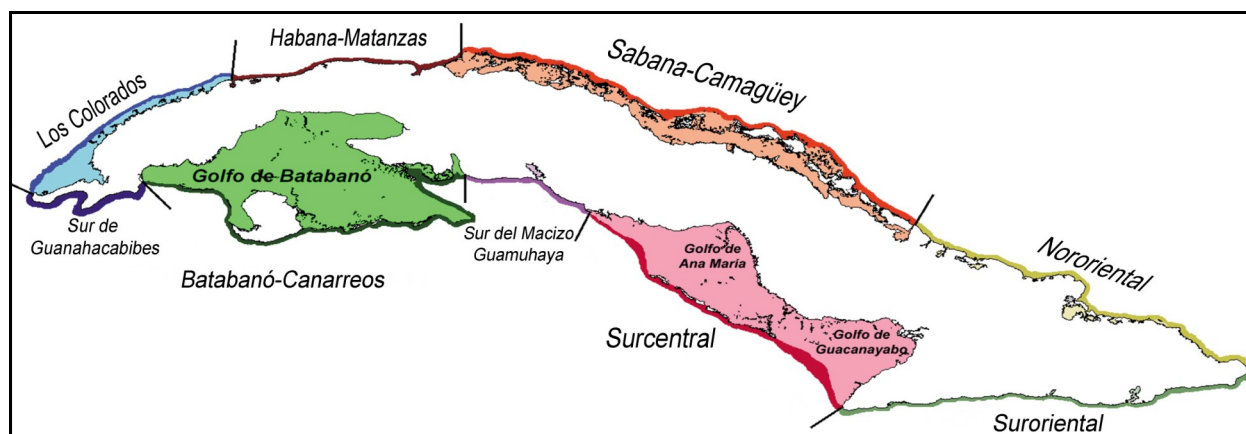 Habana-Matanzas
Sabana-Camagüey
Los Colorados
Golfo de Batabanó
Sur de
Guanahacabibes
Sur del Macizo
Guamuhaya
Batabanó-Canarreos
Golfo de
Ana María
Nororiental
Surcentral
Golfo de
Guacanayabo
Suroriental